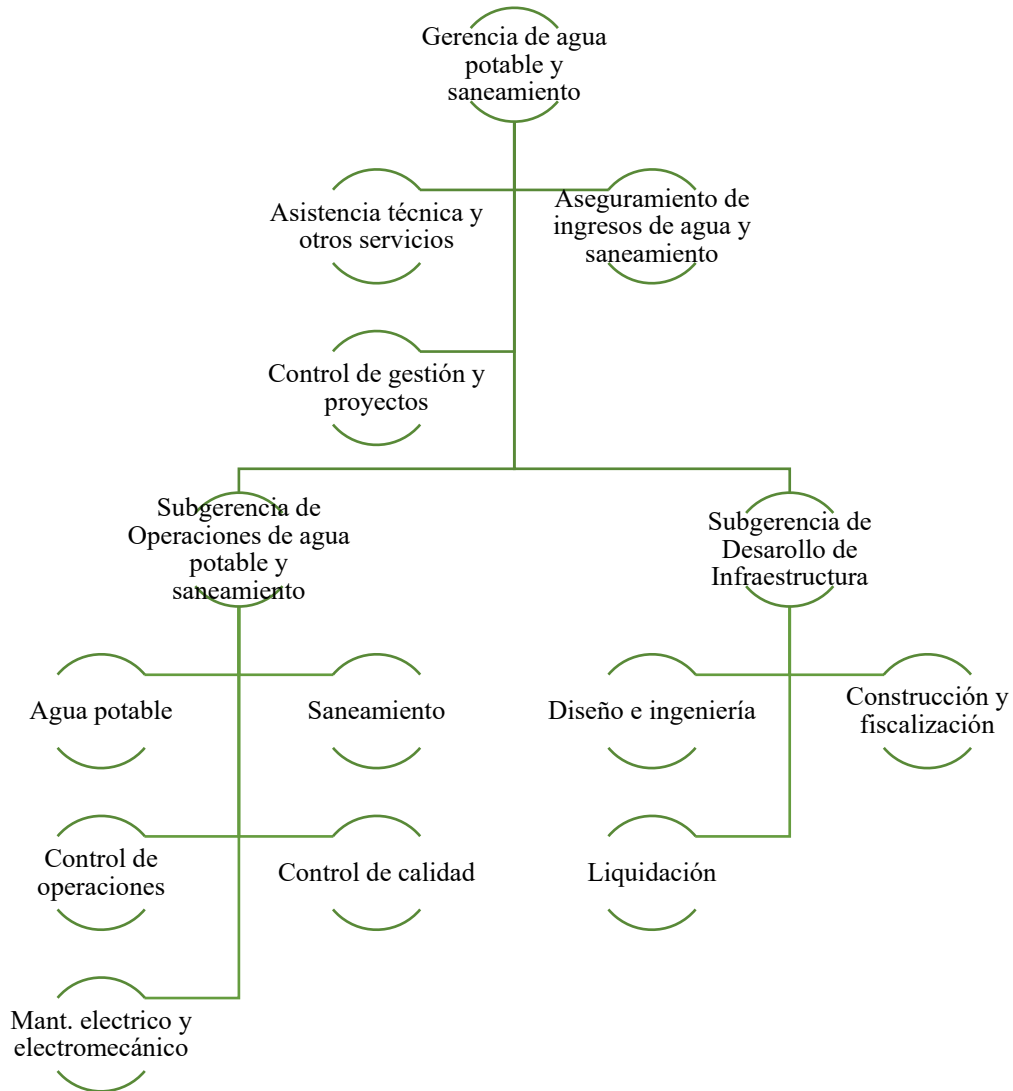 Gerencia de agua
potable y
saneamiento
Asistencia técnica y
otros servicios
Aseguramiento de
ingresos de agua y
saneamiento
Control de gestión y
proyectos
Subgerencia de
Operaciones de agua
potable y
saneamiento
Subgerencia de
Desarollo de
Infraestructura
Agua potable
Saneamiento
Diseño e ingeniería
Construcción y
fiscalización
Control de
operaciones
Control de calidad
Liquidación
Mant. electrico y
electromecánico